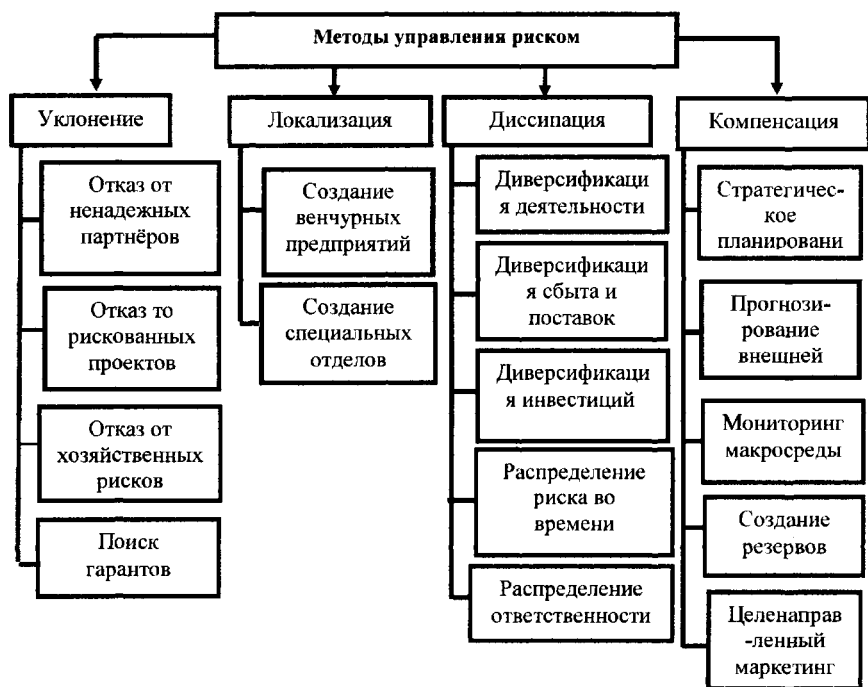 Методы управления риском
Уклонение
Отказ от
ненадежных
партнёров
Отказ то
рискованных
проектов
Отказ от
хозяйственных
рисков
Поиск
гарантов
Локализация
Создание
венчурных
предприятий
Создание
специальных
отделов
Диссипация
Диверсификаци
я деятельности
Диверсификаци
я сбыта и
поставок
Диверсификаци
я инвестиций
Распределение
риска во
времени
Распределение
ответственности
Компенсация
Стратегичес-
кое
планировани
Прогнози-
рование
внешней
Мониторинг
макросреды
Создание
резервов
Целенаправ
-ленный
маркетинг